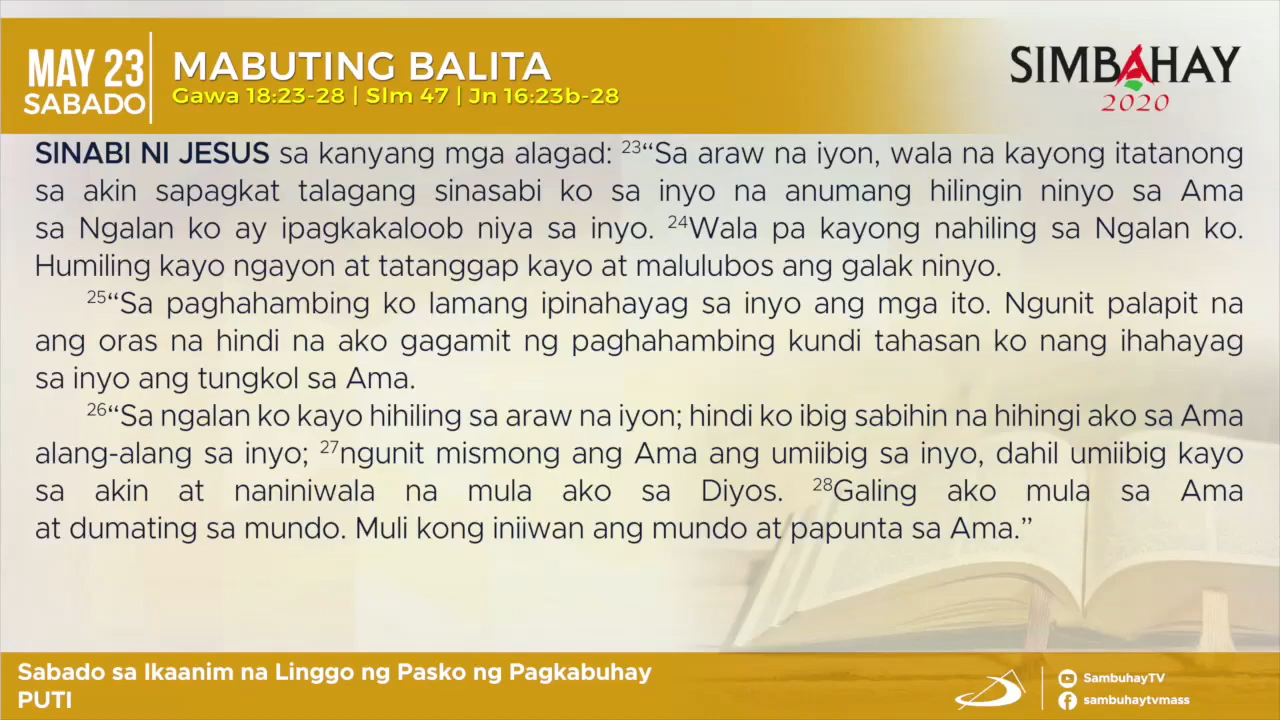 MAY 23
SABADO
MABUTING BALITA
Gawa 18:23-28 | Slm 47 | Jn 16:23b-28
SIMBAHAY
2020
SINABI NI JESUS sa kanyang mga alagad: 23“Sa araw na iyon, wala na kayong itatanong
sa akin sapagkat talagang sinasabi ko sa inyo na anumang hilingin ninyo sa Ama
sa Ngalan ko ay ipagkakaloob niya sa inyo. 24Wala pa kayong nahiling sa Ngalan ko.
Humiling kayo ngayon at tatanggap kayo at malulubos ang galak ninyo.
25“Sa paghahambing ko lamang ipinahayag sa inyo ang mga ito. Ngunit palapit na
ang oras na hindi na ako gagamit ng paghahambing kundi tahasan ko nang ihahayag
sa inyo ang tungkol sa Ama.
26“Sa ngalan ko kayo hihiling sa araw na iyon; hindi ko ibig sabihin na hihingi ako sa Ama
alang-alang sa inyo; 27ngunit mismong ang Ama ang umiibig sa inyo, dahil umiibig kayo
sa akin at naniniwala na mula ako sa Diyos. 28Galing ako mula sa Ama
at dumating sa mundo. Muli kong iniiwan ang mundo at papunta sa Ama.”
Sabado sa Ikaanim na Linggo ng Pasko ng Pagkabuhay
PUTI
SambuhayTV
sambuhaytvmass